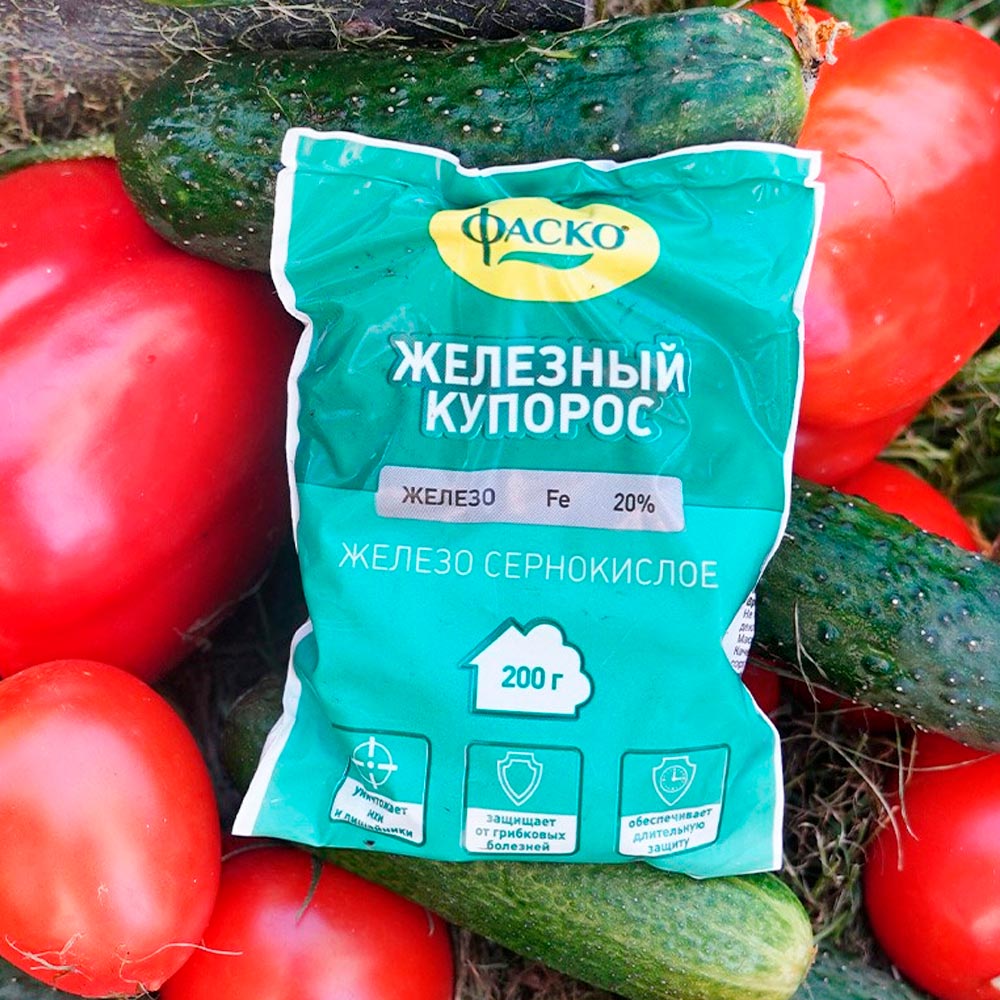 ФАСКО®
ЖЕЛЕЗНЫЙ
КУПОРОС
ЖЕЛЕЗО Fe 20%
ЖЕЛЕЗО СЕРНОКИСЛОЕ
200 г
уничтожает
мхи
и лишайники
защищает
от грибковых
болезней
обеспечивает
длительную
защиту